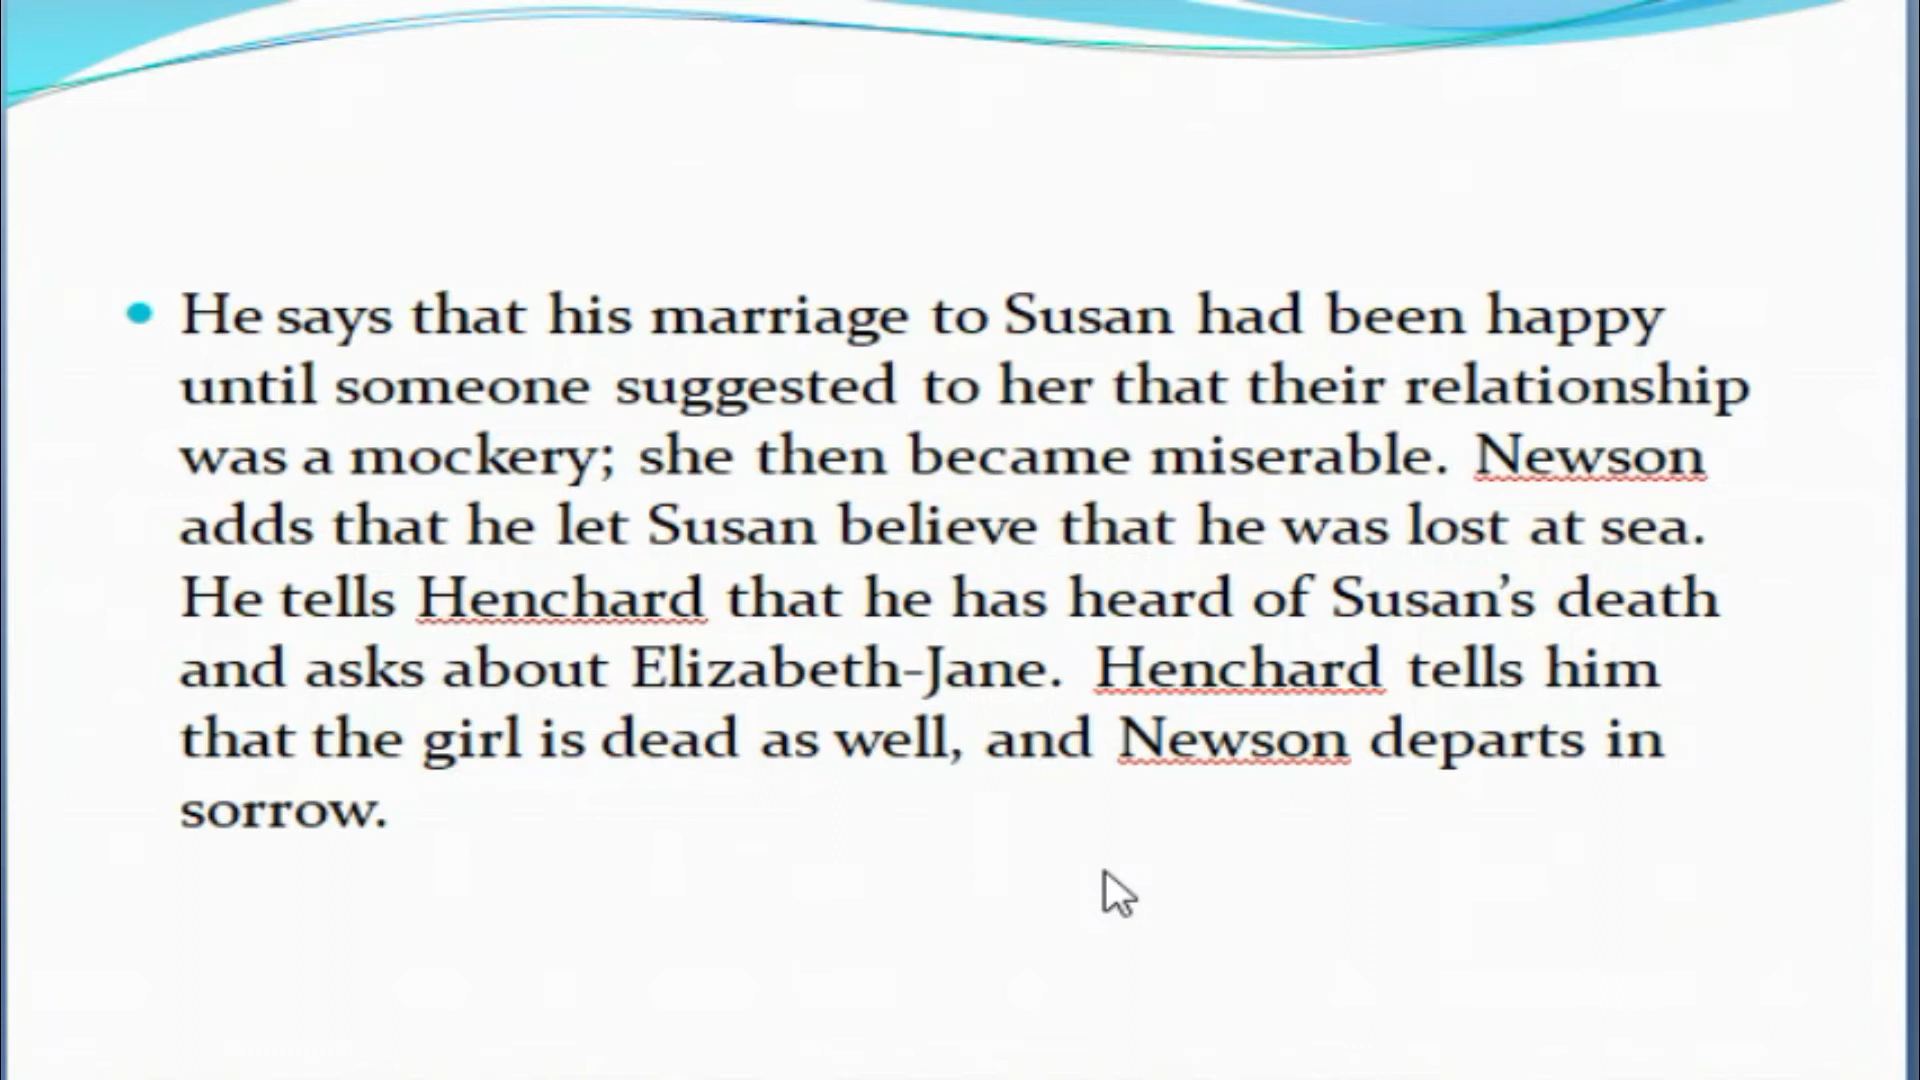 He says that his marriage to Susan had been happy
until someone suggested to her that their relationship
was a mockery; she then became miserable. Newson
adds that he let Susan believe that he was lost at sea.
He tells Henchard that he has heard of Susan’s death
and asks about Elizabeth-Jane. Henchard tells him
that the girl is dead as well, and Newson departs in
sorrow.